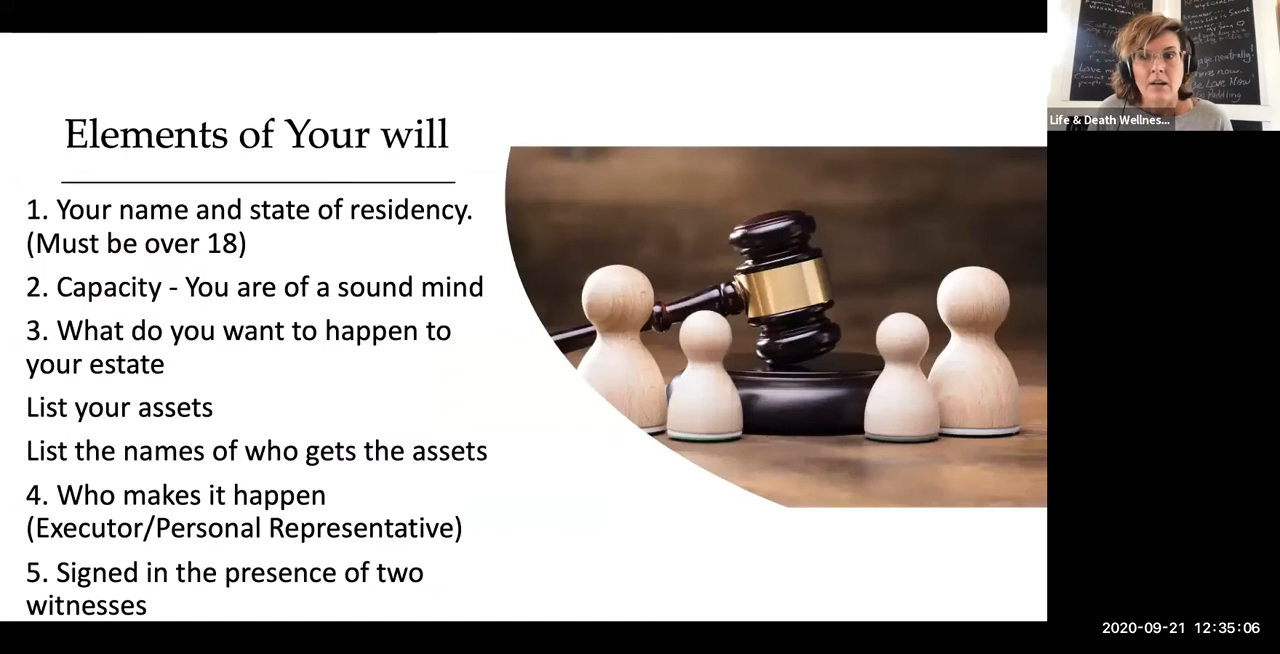 Elements of Your will
1. Your name and state of residency.
(Must be over 18)
2. Capacity - You are of a sound mind
3. What do you want to happen to
your estate
List your assets
List the names of who gets the assets
4. Who makes it happen
(Executor/Personal Representative)
5. Signed in the presence of two
witnesses
Life & Death Wellnes...
2020-09-21 12:35:06